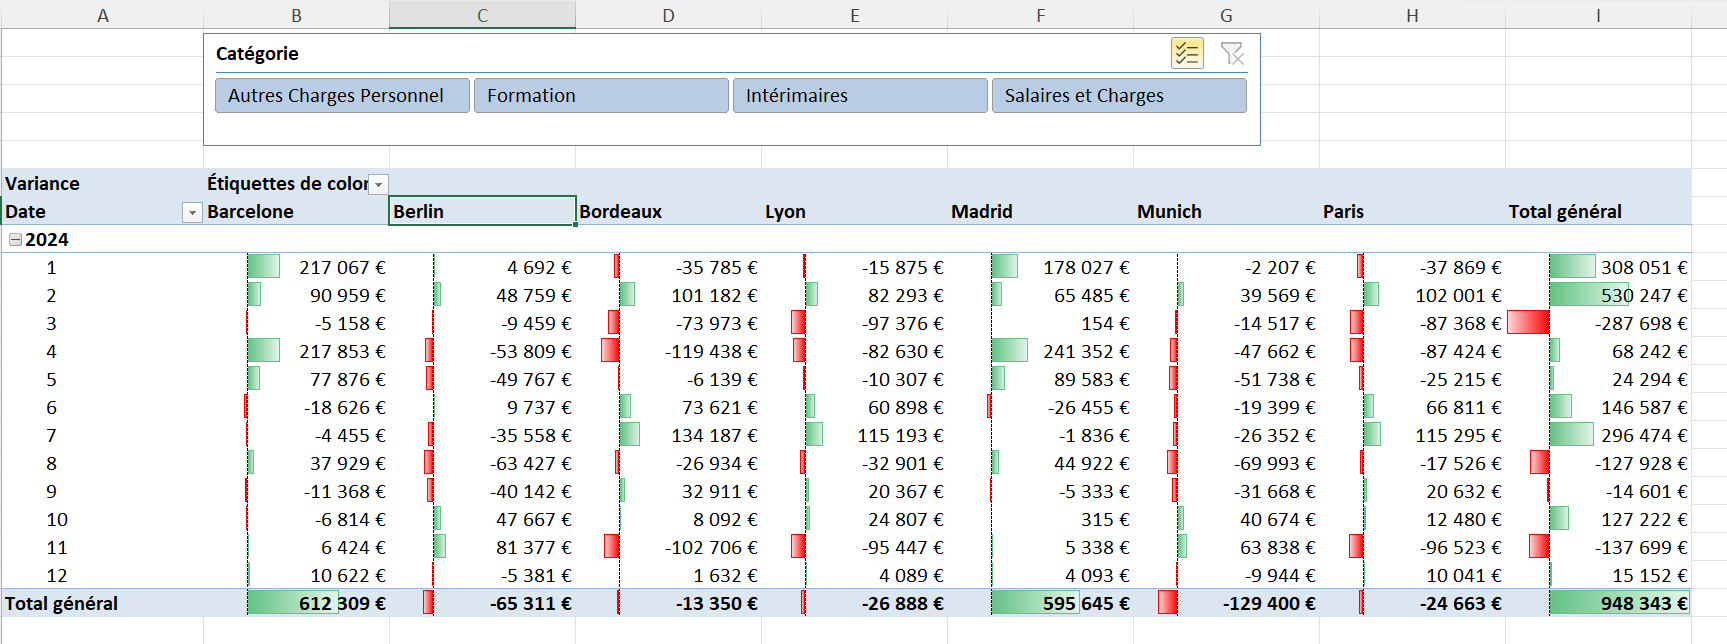 A B C D E F G H I
Catégorie
Autres Charges Personnel Formation Intérimaires Salaires et Charges
Variance Étiquettes de color
Date Barcelone Berlin Bordeaux Lyon Madrid Munich Paris Total général
2024
1 217 067 € 4 692 € -35 785 € -15 875 € 178 027 € -2 207 € -37 869 € 308 051 €
2 90 959 € 48 759 € 101 182 € 82 293 € 65 485 € 39 569 € 102 001 € 530 247 €
3 -5 158 € -9 459 € -73 973 € -97 376 € 154 € -14 517 € -87 368 € -287 698 €
4 217 853 € -53 809 € -119 438 € -82 630 € 241 352 € -47 662 € -87 424 € 68 242 €
5 77 876 € -49 767 € -6 139 € -10 307 € 89 583 € -51 738 € -25 215 € 24 294 €
6 -18 626 € 9 737 € 73 621 € 60 898 € -26 455 € -19 399 € 66 811 € 146 587 €
7 -4 455 € -35 558 € 134 187 € 115 193 € -1 836 € -26 352 € 115 295 € 296 474 €
8 37 929 € -63 427 € -26 934 € -32 901 € 44 922 € -69 993 € -17 526 € -127 928 €
9 -11 368 € -40 142 € 32 911 € 20 367 € -5 333 € -31 668 € 20 632 € -14 601 €
10 -6 814 € 47 667 € 8 092 € 24 807 € 315 € 40 674 € 12 480 € 127 222 €
11 6 424 € 81 377 € -102 706 € -95 447 € 5 338 € 63 838 € -96 523 € -137 699 €
12 10 622 € -5 381 € 1 632 € 4 089 € 4 093 € -9 944 € 10 041 € 15 152 €
Total général 612 309 € -65 311 € -13 350 € -26 888 € 595 645 € -129 400 € -24 663 € 948 343 €